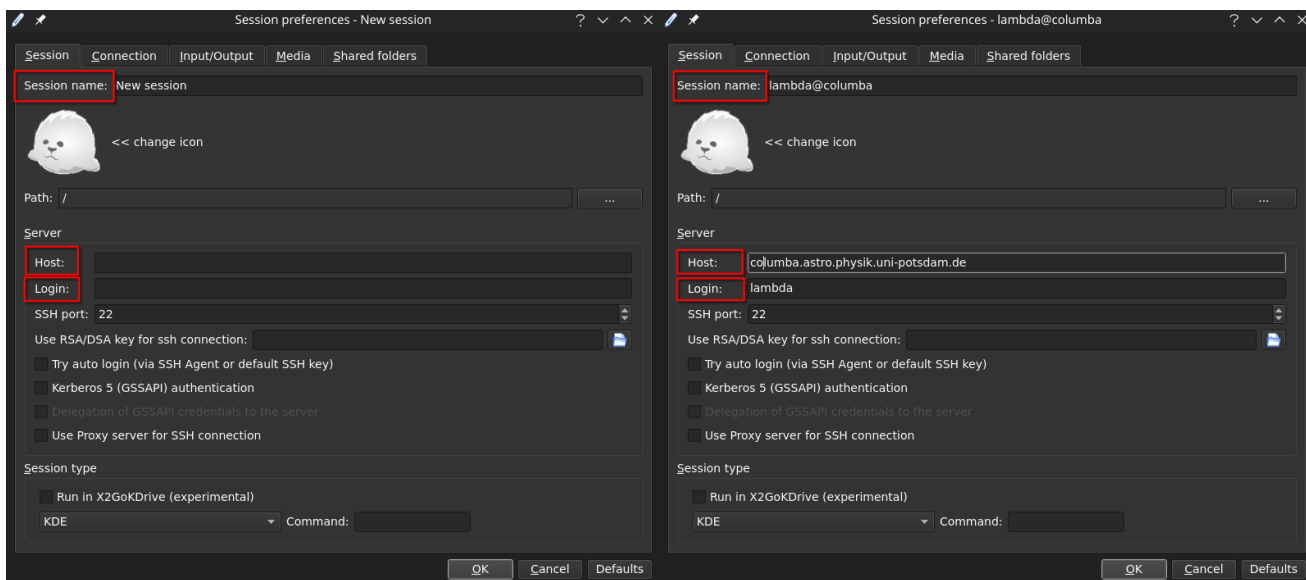 Session preferences - New session
Session Connection Input/Output Media Shared folders
Session name: New session
<< change icon
Path: / ...
Server
Host:
Login:
SSH port: 22
Use RSA/DSA key for ssh connection:
Try auto login (via SSH Agent or default SSH key)
Kerberos 5 (GSSAPI) authentication
Delegation of GSSAPI credentials to the server
Use Proxy server for SSH connection
Session type
Run in X2GoKDrive (experimental)
KDE Command:
OK Cancel Defaults
Session preferences - lambda@columba
Session Connection Input/Output Media Shared folders
Session name: lambda@columba
<< change icon
Path: / ...
Server
Host: columba.astro.physik.uni-potsdam.de
Login: lambda
SSH port: 22
Use RSA/DSA key for ssh connection:
Try auto login (via SSH Agent or default SSH key)
Kerberos 5 (GSSAPI) authentication
Delegation of GSSAPI credentials to the server
Use Proxy server for SSH connection
Session type
Run in X2GoKDrive (experimental)
KDE Command:
OK Cancel Defaults